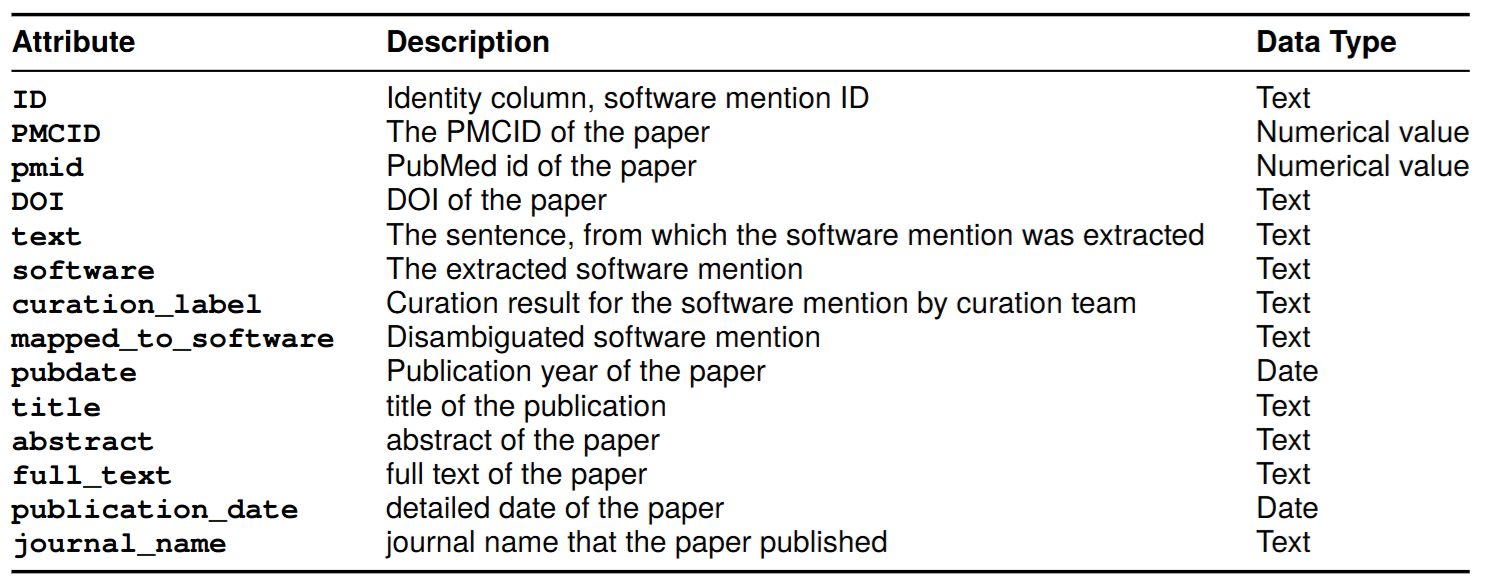 Attribute Description Data Type
ID Identity column, software mention ID Text
PMCID The PMCID of the paper Numerical value
pmid PubMed id of the paper Numerical value
DOI DOI of the paper Text
text The sentence, from which the software mention was extracted Text
software The extracted software mention Text
curation_label Curation result for the software mention by curation team Text
mapped_to_software Disambiguated software mention Text
pubdate Publication year of the paper Date
title title of the publication Text
abstract abstract of the paper Text
full_text full text of the paper Text
publication_date detailed date of the paper Date
journal_name journal name that the paper published Text